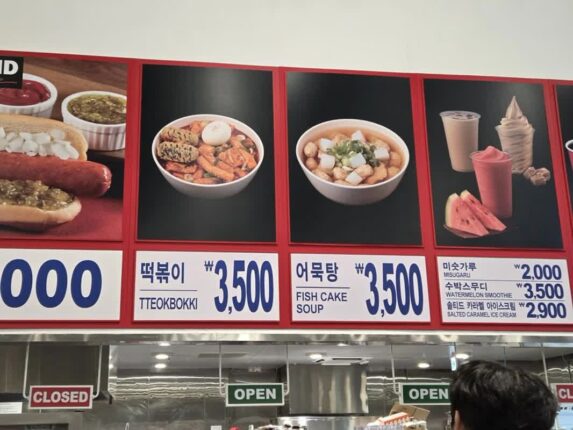 ND
000
떡볶이
TTEOKBOKKI
₩3,500
어묵탕
FISH CAKE
SOUP
₩3,500
미숫가루
MISUGARU
₩2,000
수박스무디
WATERMELON SMOOTHIE
₩3,500
솔티드 카라멜 아이스크림
SALTED CARAMEL ICE CREAM
₩2,900
CLOSED
OPEN
OPEN
CL